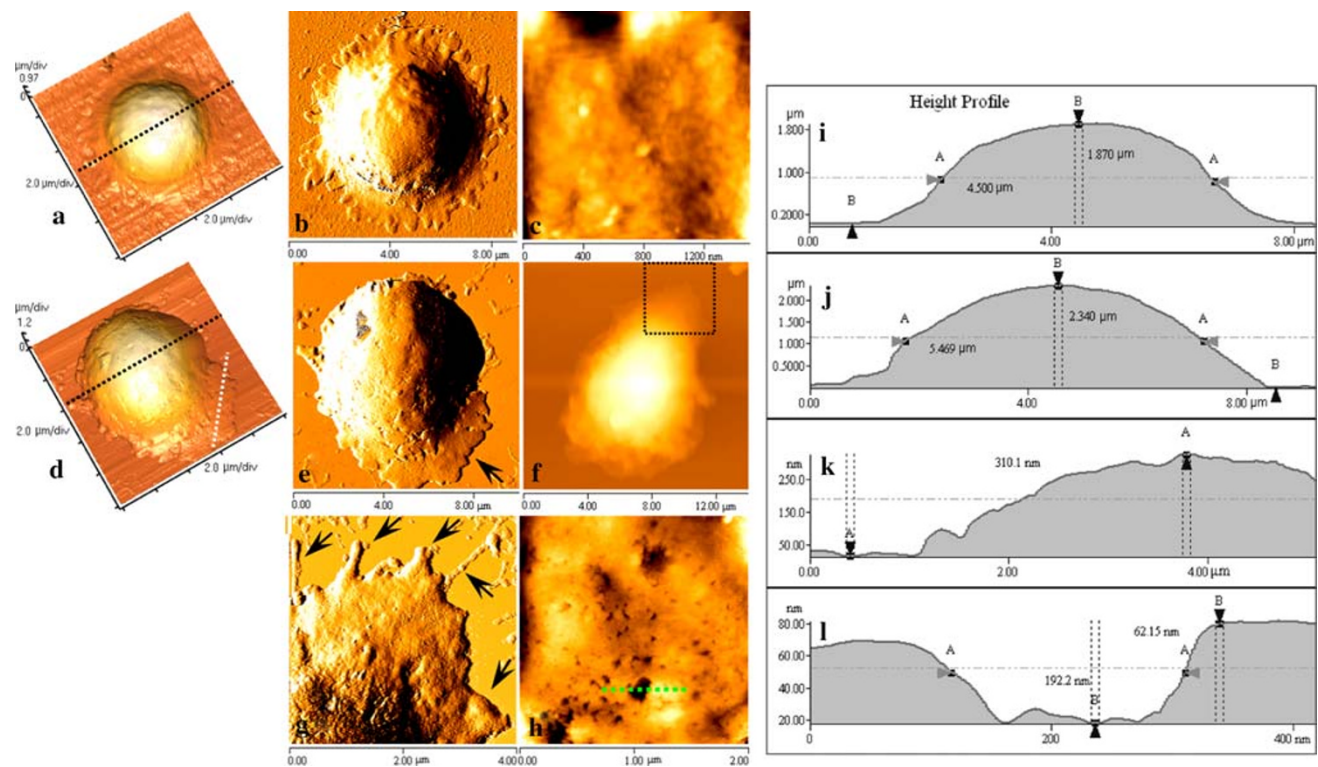 µm/div
0.97
2.0 µm/div
2.0 µm/div
a
b
0.00 4.00 8.00 µm
c
0 400 800 1200 nm
µm/div
1.2
2.0 µm/div
2.0 µm/div
d
e
0.00 4.00 8.00 µm
f
0.00 4.00 8.00 12.00 µm
g
0.00 2.00 4.00
µm
h
0.00 1.00 2.00
µm
Height Profile
i
µm
1.800
1.000
0.2000
B
A
B
A
1.870 µm
4.500 µm
0.00 4.00 8.00 µm
j
µm
2.000
1.500
1.000
0.5000
B
A
A
B
2.340 µm
5.469 µm
0.00 4.00 8.00 µm
k
nm
250.0
150.0
50.00
A
A
310.1 nm
0.00 2.00 4.00 µm
l
nm
80.00
60.00
40.00
20.00
B
A
A
B
62.15 nm
192.2 nm
0 200 400 nm